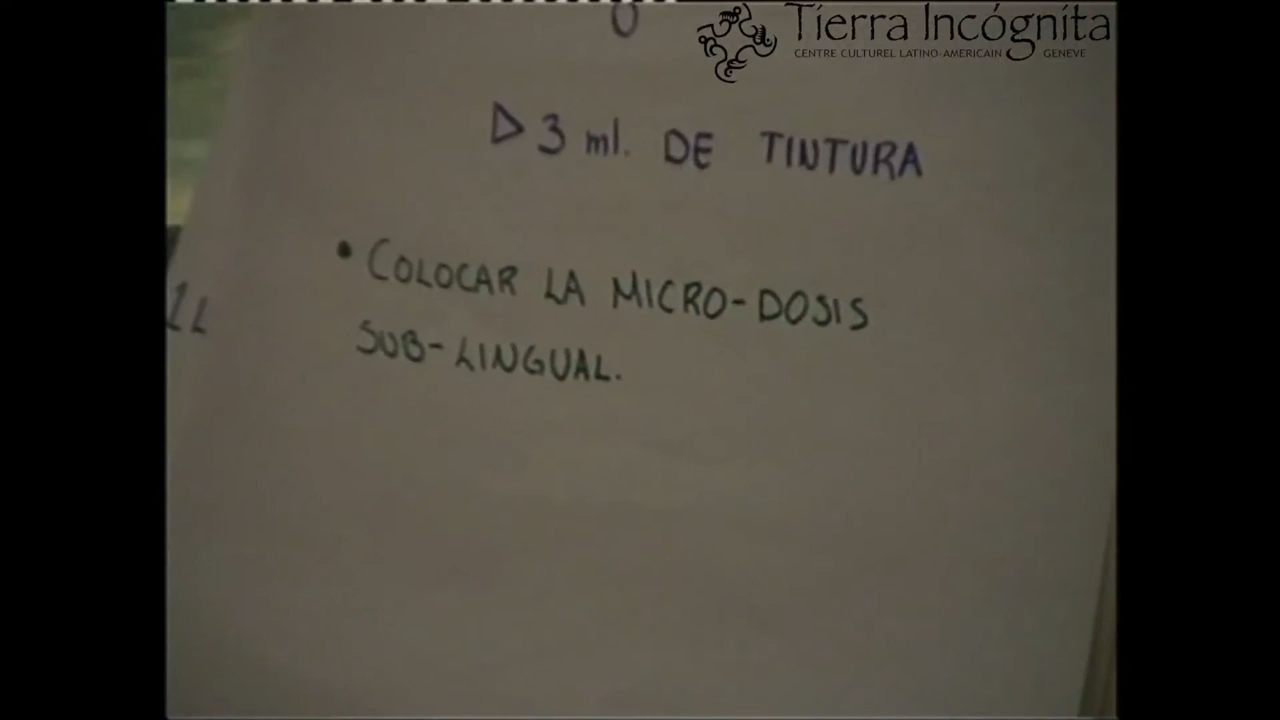 Tierra Incógnita
CENTRE CULTUREL LATINO-AMERICAIN GENEVE
O
▷ 3 ml. DE TINTURA
• COLOCAR LA MICRO-DOSIS
SUB-LINGUAL.